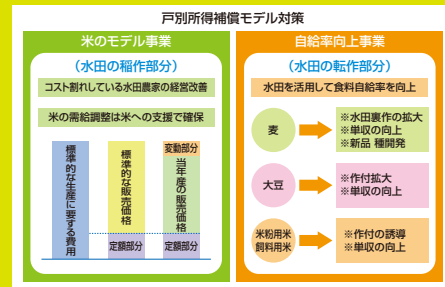 戸別所得補償モデル対策
米のモデル事業
（水田の稲作部分）
コスト割れしている水田農家の経営改善
米の需給調整は米への支援で確保
標準的な生産に要する費用
標準的な販売価格
定額部分
変動部分
当年産の販売価格
定額部分
自給率向上事業
（水田の転作部分）
水田を活用して食料自給率を向上
麦
※水田裏作の拡大
※単収の向上
※新品 種開発
大豆
※作付拡大
※単収の向上
米粉用米
飼料用米
※作付の誘導
※単収の向上